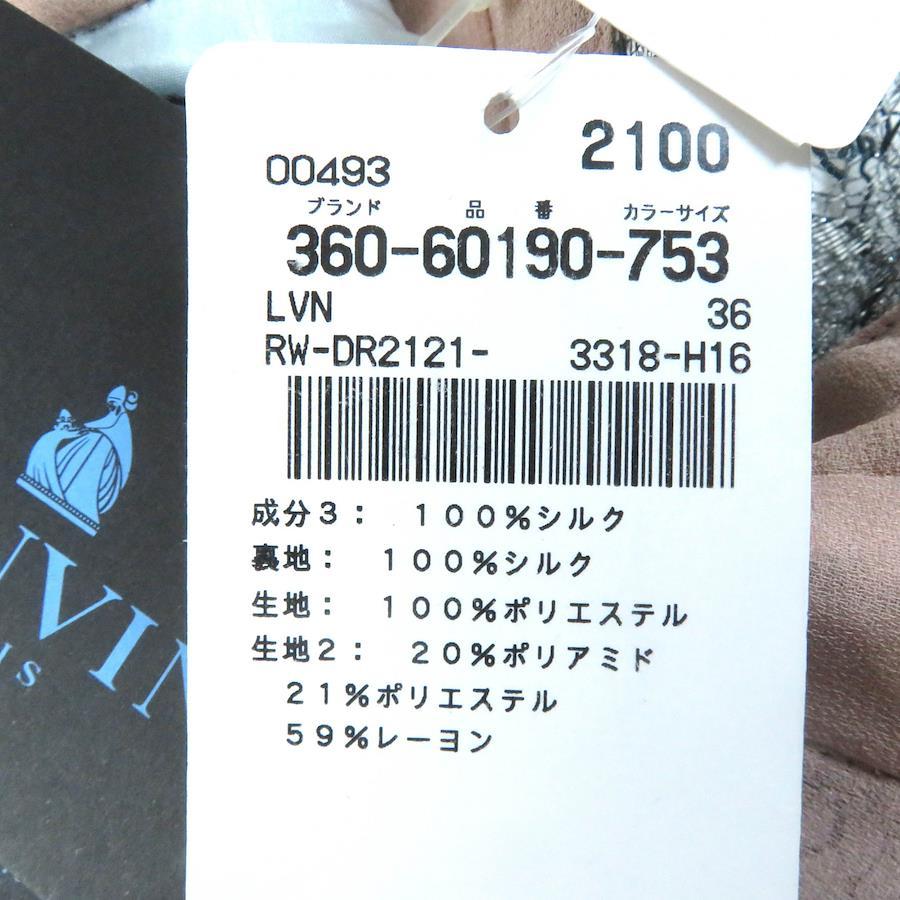 2100
00493
ブランド 品 番 カラーサイズ
360-60190-753
LVN 36
RW-DR2121- 3318-H16
成分3： 100%シルク
裏地： 100%シルク
生地： 100%ポリエステル
生地2： 20%ポリアミド
21%ポリエステル
59%レーヨン